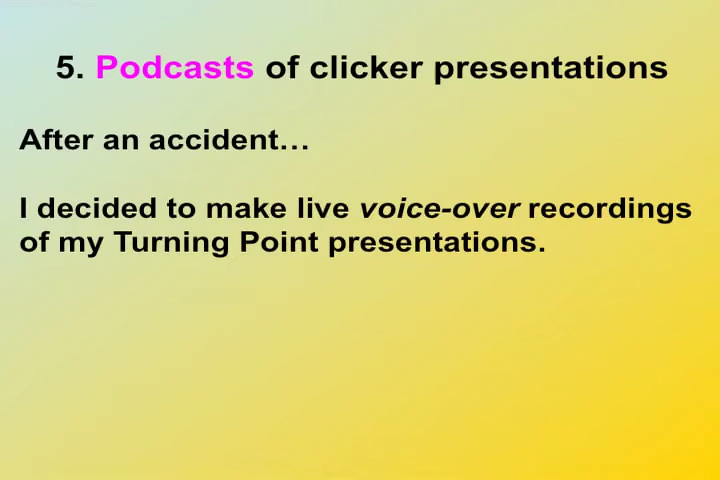 5. Podcasts of clicker presentations
After an accident…
I decided to make live voice-over recordings
of my Turning Point presentations.